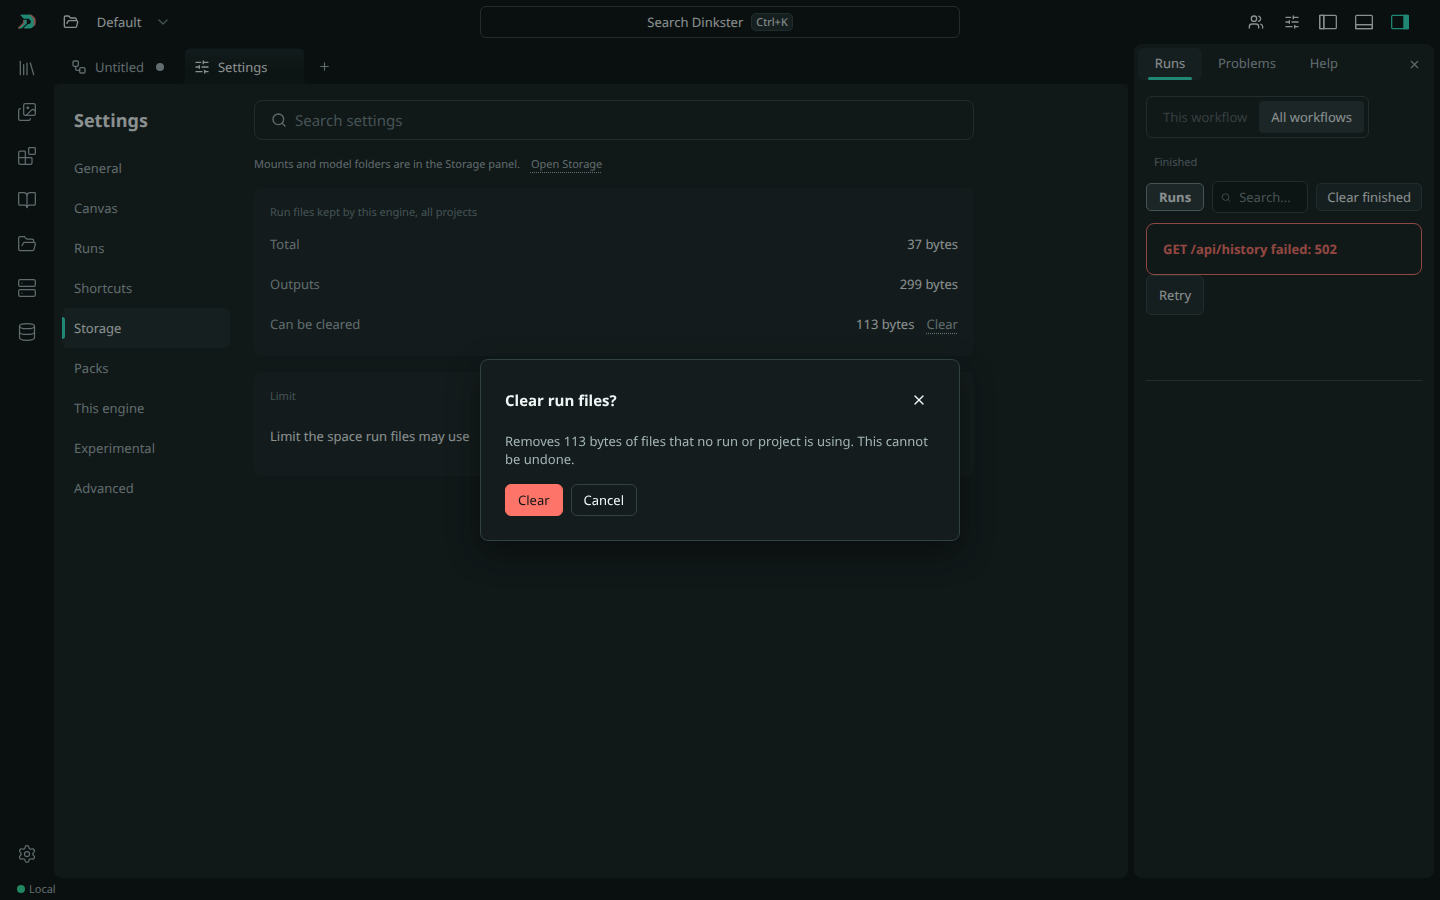 Default
Search Dinkster Ctrl+K
Untitled
Settings
Runs
Problems
Help
Settings
General
Canvas
Runs
Shortcuts
Storage
Packs
This engine
Experimental
Advanced
Search settings
Mounts and model folders are in the Storage panel. Open Storage
Run files kept by this engine, all projects
Total 37 bytes
Outputs 299 bytes
Can be cleared 113 bytes Clear
Limit
Limit the space run files may use
Clear run files?
Removes 113 bytes of files that no run or project is using. This cannot
be undone.
Clear Cancel
This workflow All workflows
Finished
Runs Search... Clear finished
GET /api/history failed: 502
Retry
Local